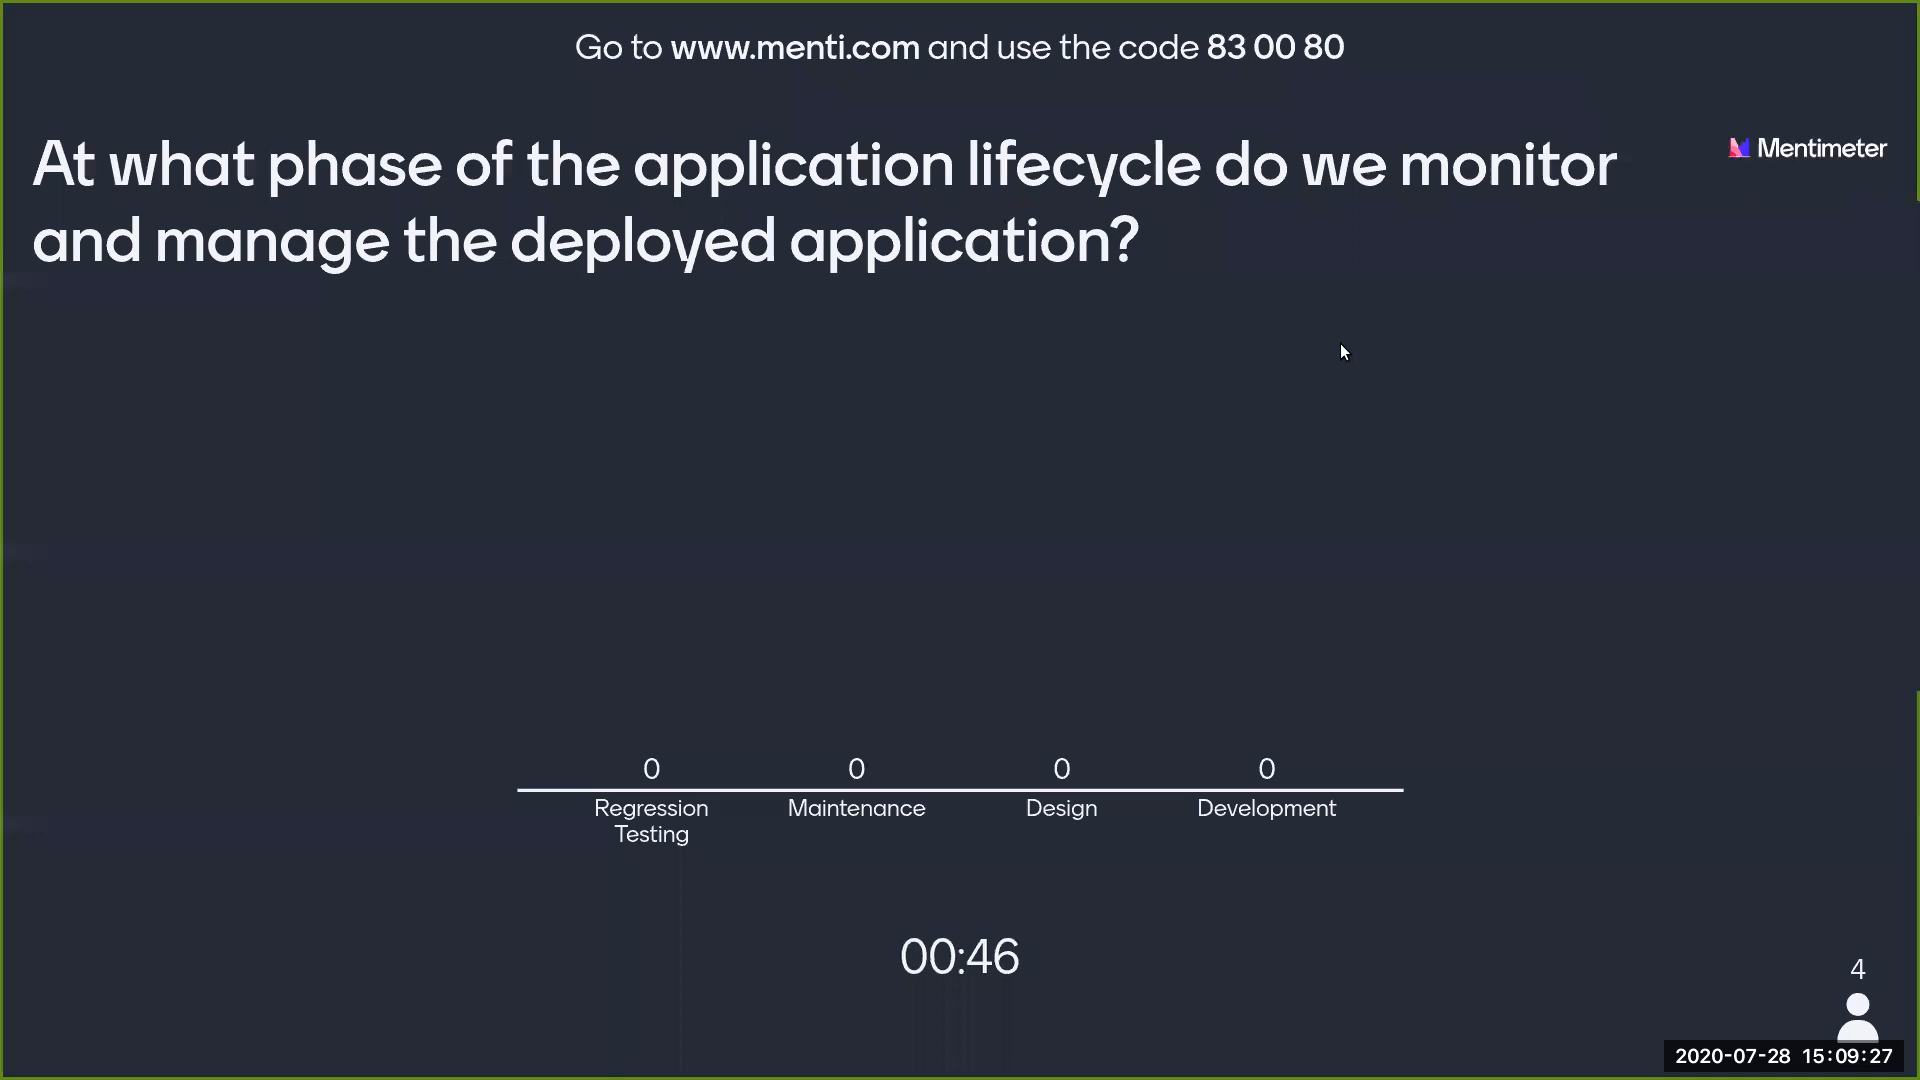 Go to www.menti.com and use the code 83 00 80
At what phase of the application lifecycle do we monitor
and manage the deployed application?
Mentimeter
0 0 0 0
Regression Maintenance Design Development
Testing
00:46
4
2020-07-28 15:09:27